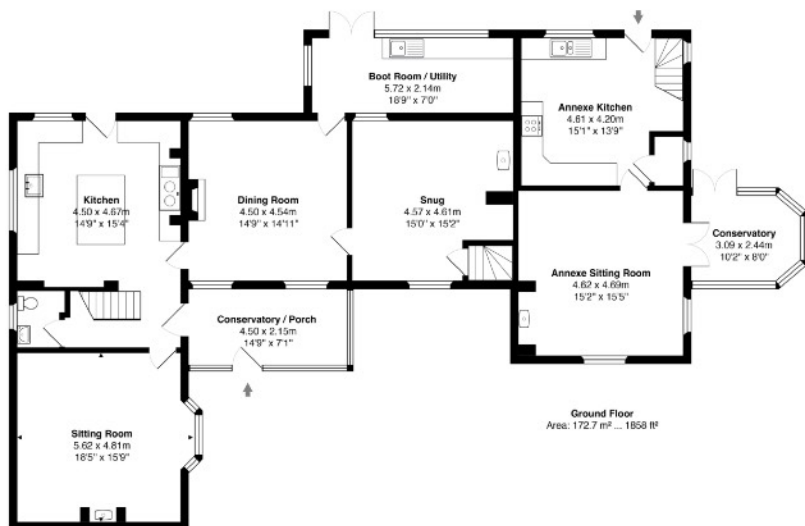 Boot Room / Utility
5.72 x 2.14m
18'9" x 7'0"
Annexe Kitchen
4.61 x 4.20m
15'1" x 13'9"
Kitchen
4.50 x 4.67m
14'9" x 15'4"
Dining Room
4.50 x 4.54m
14'9" x 14'11"
Snug
4.57 x 4.61m
15'0" x 15'2"
Conservatory
3.09 x 2.44m
10'2" x 8'0"
Annexe Sitting Room
4.62 x 4.69m
15'2" x 15'5"
Conservatory / Porch
4.50 x 2.15m
14'9" x 7'1"
Sitting Room
5.62 x 4.81m
18'5" x 15'9"
Ground Floor
Area: 172.7 m² ... 1858 ft²